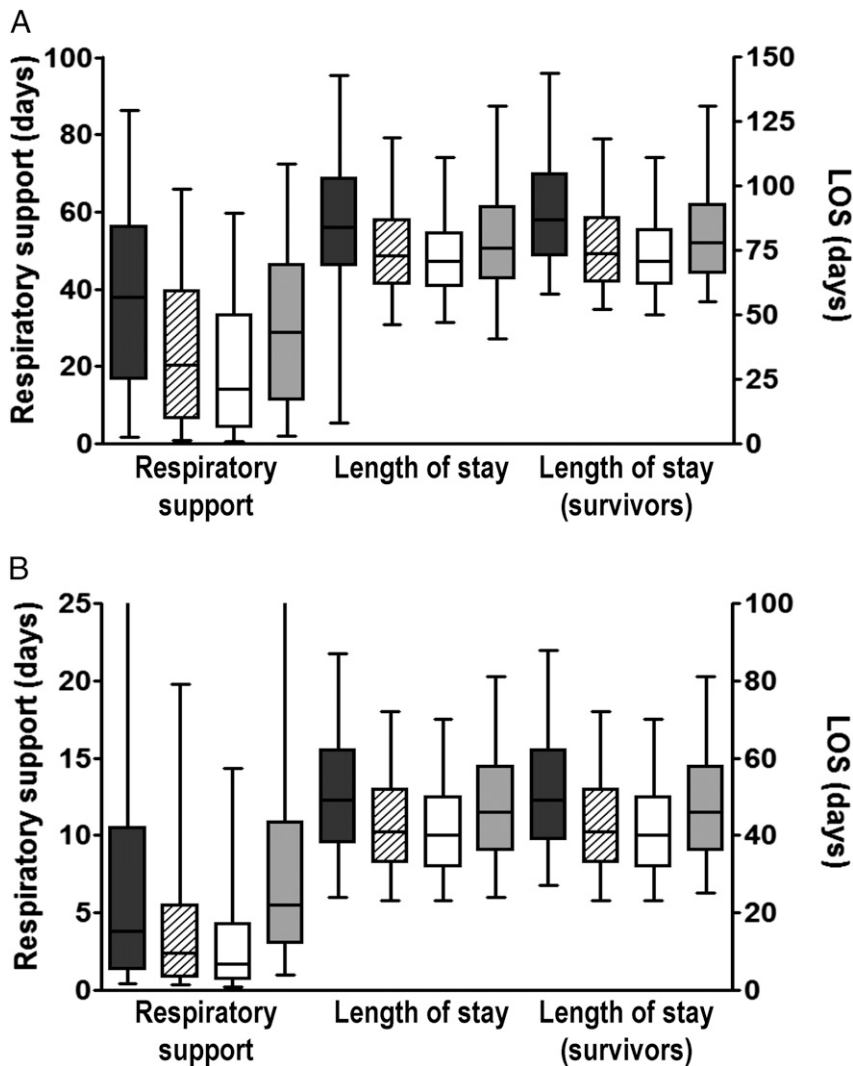 A
Respiratory support (days)
100
80
60
40
20
0
150
125
100
75
50
25
0
LOS (days)
Respiratory
support
Length of stay
Length of stay
(survivors)
B
Respiratory support (days)
25
20
15
10
5
0
100
80
60
40
20
0
LOS (days)
Respiratory
support
Length of stay
Length of stay
(survivors)